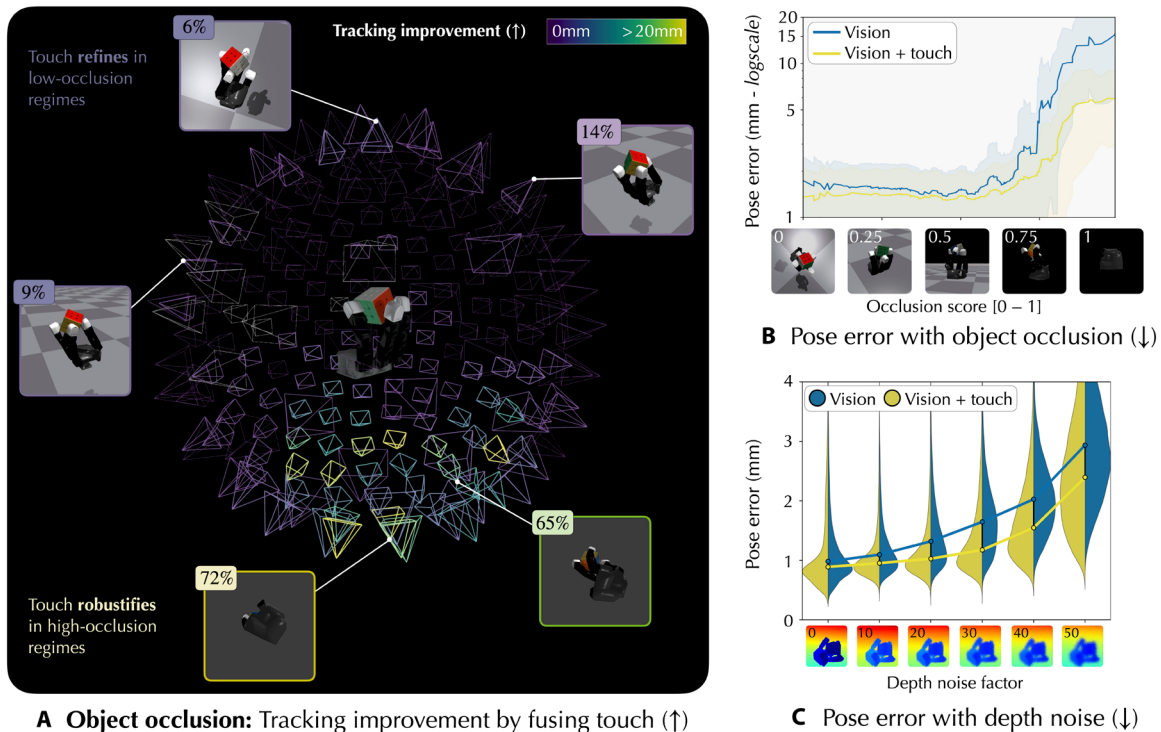 Tracking improvement (↑)
0mm
>20mm
Touch refines in
low-occlusion
regimes
6%
14%
9%
65%
72%
Touch robustifies
in high-occlusion
regimes
A Object occlusion: Tracking improvement by fusing touch (↑)
Pose error (mm - logscale)
20
15
10
5
1
Vision
Vision + touch
0
0.25
0.5
0.75
1
Occlusion score [0 – 1]
B Pose error with object occlusion (↓)
Pose error (mm)
4
3
2
1
0
Vision
Vision + touch
0
10
20
30
40
50
Depth noise factor
C Pose error with depth noise (↓)